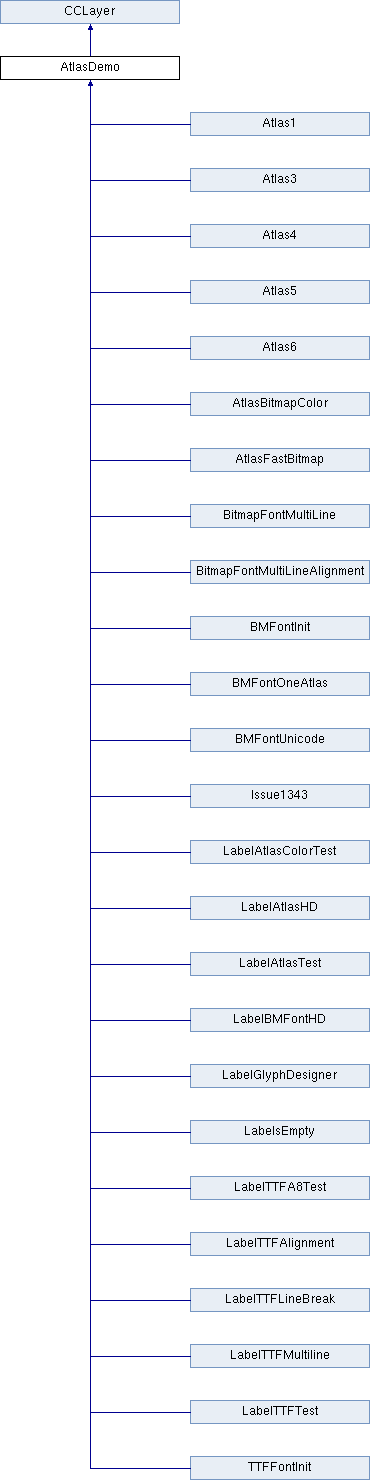 CCLayer
AtlasDemo
Atlas1
Atlas3
Atlas4
Atlas5
Atlas6
AtlasBitmapColor
AtlasFastBitmap
BitmapFontMultiLine
BitmapFontMultiLineAlignment
BMFontInit
BMFontOneAtlas
BMFontUnicode
Issue1343
LabelAtlasColorTest
LabelAtlasHD
LabelAtlasTest
LabelBMFontHD
LabelGlyphDesigner
LabelsEmpty
LabelTTFA8Test
LabelTTFAlignment
LabelTTFLineBreak
LabelTTFMultiline
LabelTTFTest
TTFFontInit